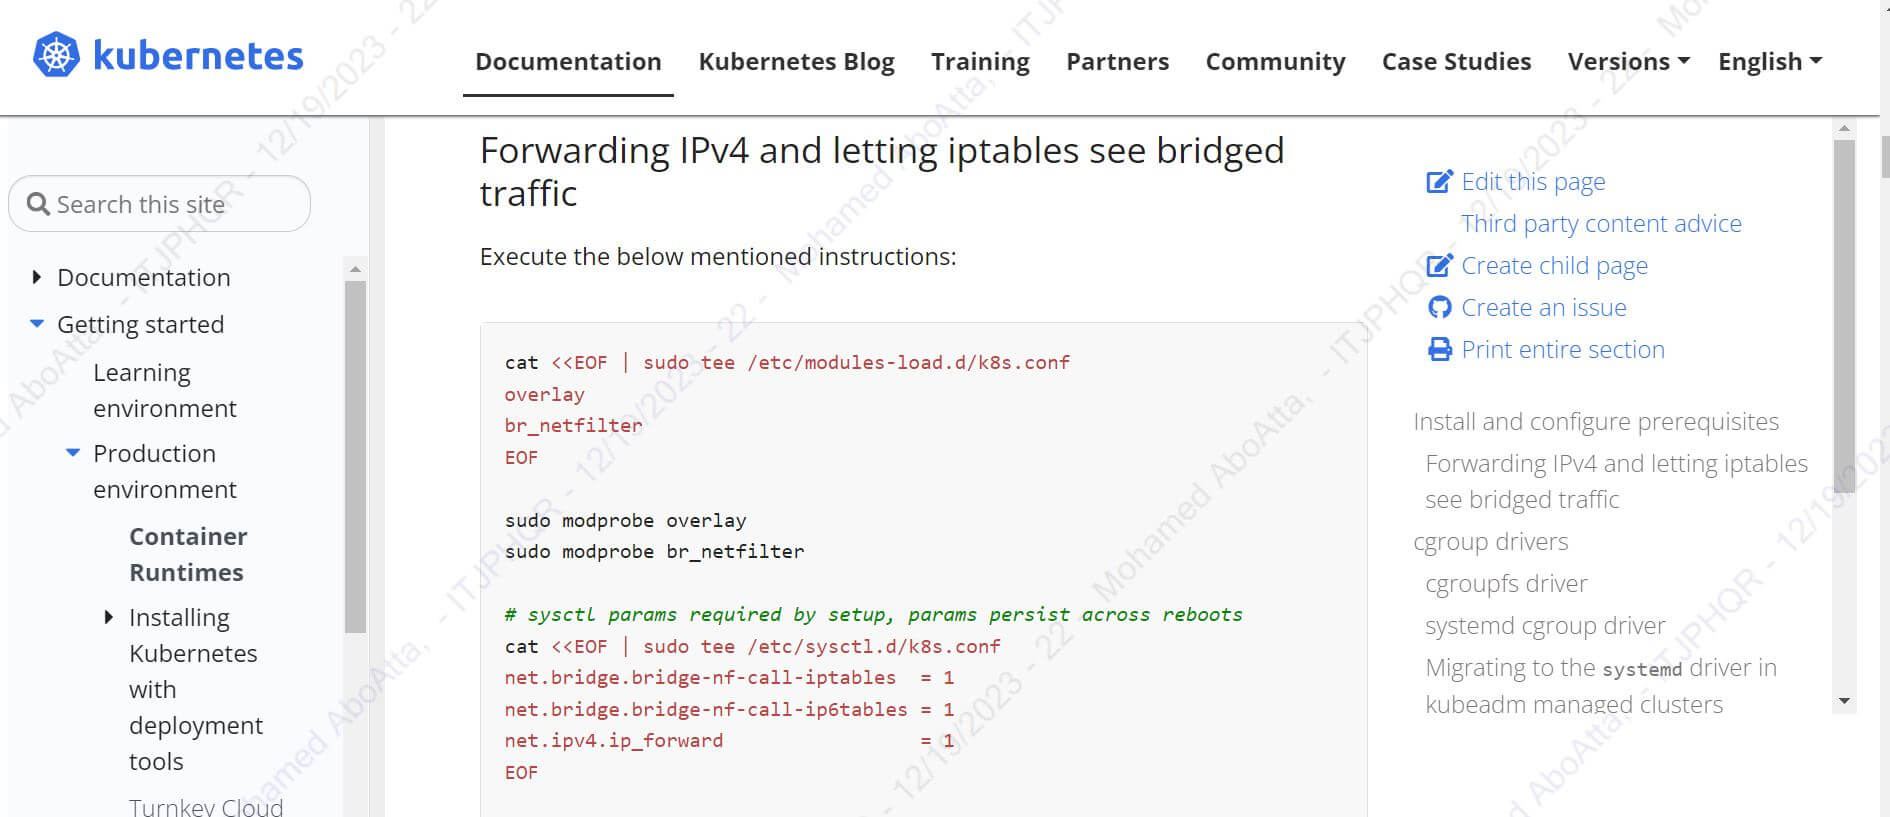 kubernetes
Documentation Kubernetes Blog Training Partners Community Case Studies Versions English
Search this site
Documentation
Getting started
Learning
environment
Production
environment
Container
Runtimes
Installing
Kubernetes
with
deployment
tools
Turnkey Cloud
Forwarding IPv4 and letting iptables see bridged
traffic
Execute the below mentioned instructions:
cat <<EOF | sudo tee /etc/modules-load.d/k8s.conf
overlay
br_netfilter
EOF
sudo modprobe overlay
sudo modprobe br_netfilter
# sysctl params required by setup, params persist across reboots
cat <<EOF | sudo tee /etc/sysctl.d/k8s.conf
net.bridge.bridge-nf-call-iptables  = 1
net.bridge.bridge-nf-call-ip6tables = 1
net.ipv4.ip_forward                 = 1
EOF
Edit this page
Third party content advice
Create child page
Create an issue
Print entire section
Install and configure prerequisites
Forwarding IPv4 and letting iptables
see bridged traffic
cgroup drivers
cgroupfs driver
systemd cgroup driver
Migrating to the systemd driver in
kubeadm managed clusters
Mohamed AboAtta, - ITJPHQR - 12/19/2023 - 22